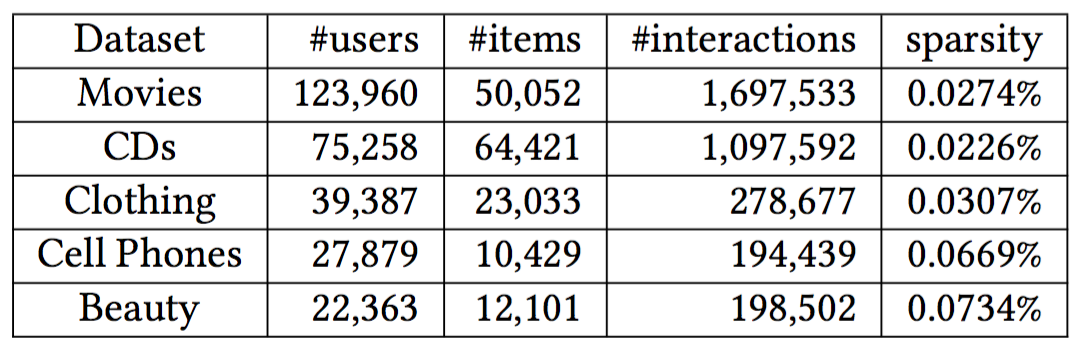 Dataset #users #items #interactions sparsity
Movies 123,960 50,052 1,697,533 0.0274%
CDs 75,258 64,421 1,097,592 0.0226%
Clothing 39,387 23,033 278,677 0.0307%
Cell Phones 27,879 10,429 194,439 0.0669%
Beauty 22,363 12,101 198,502 0.0734%